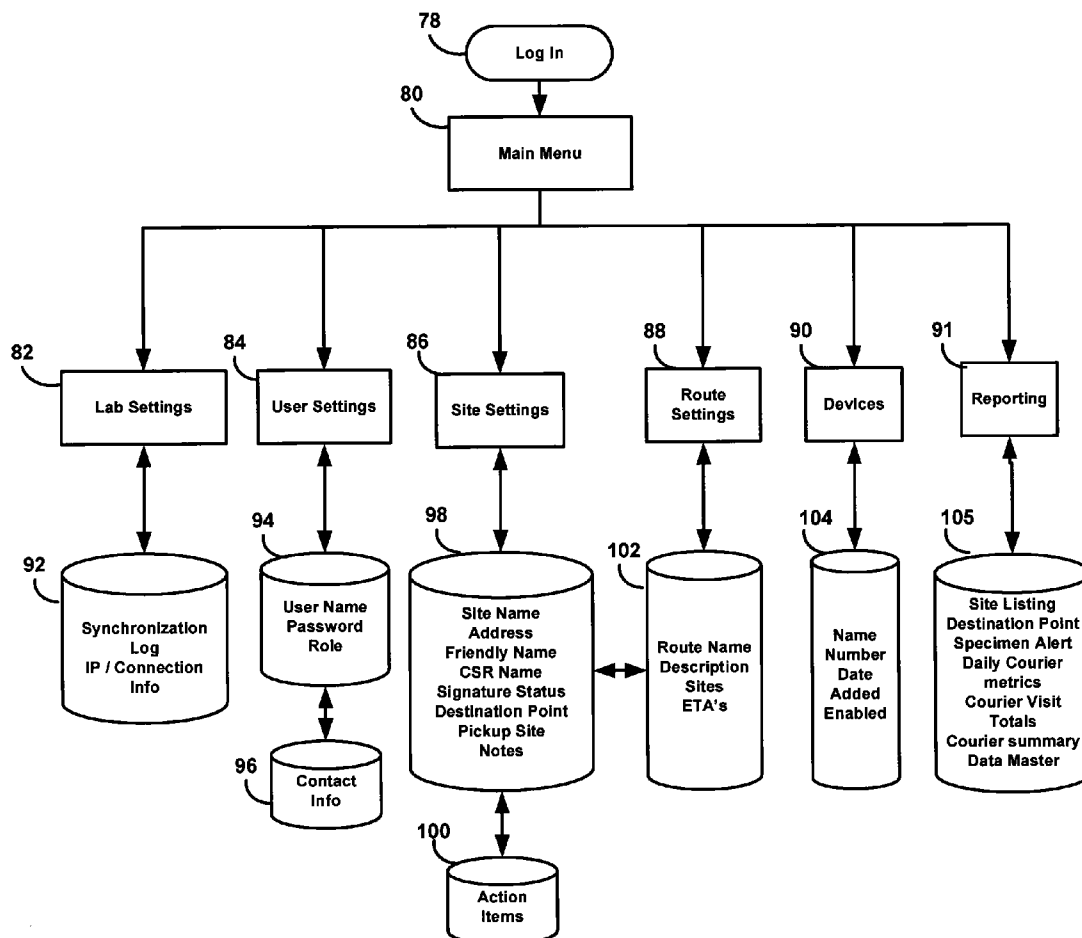 78
Log In
80
Main Menu
82
Lab Settings
84
User Settings
86
Site Settings
88
Route
Settings
90
Devices
91
Reporting
92
Synchronization
Log
IP / Connection
Info
94
User Name
Password
Role
96
Contact
Info
98
Site Name
Address
Friendly Name
CSR Name
Signature Status
Destination Point
Pickup Site
Notes
100
Action
Items
102
Route Name
Description
Sites
ETA's
104
Name
Number
Date
Added
Enabled
105
Site Listing
Destination Point
Specimen Alert
Daily Courier
metrics
Courier Visit
Totals
Courier summary
Data Master